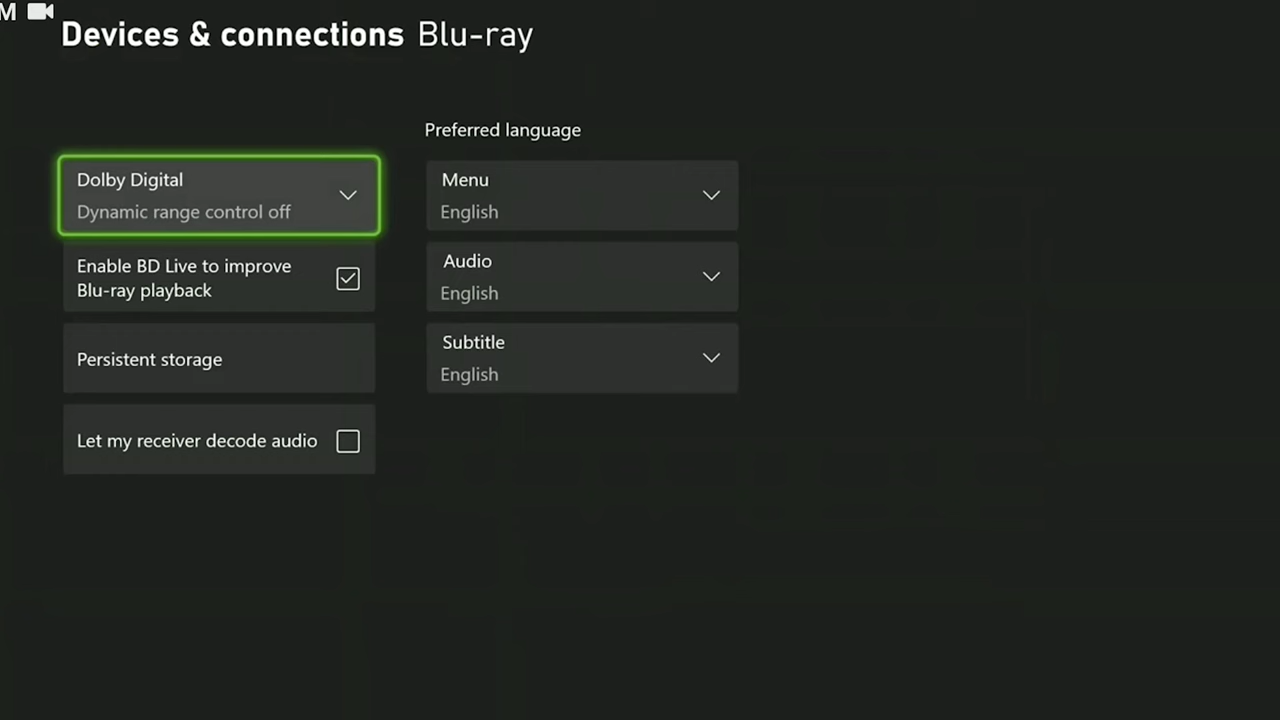 M
Devices & connections Blu-ray
Dolby Digital
Dynamic range control off
Enable BD Live to improve
Blu-ray playback
Persistent storage
Let my receiver decode audio
Preferred language
Menu
English
Audio
English
Subtitle
English